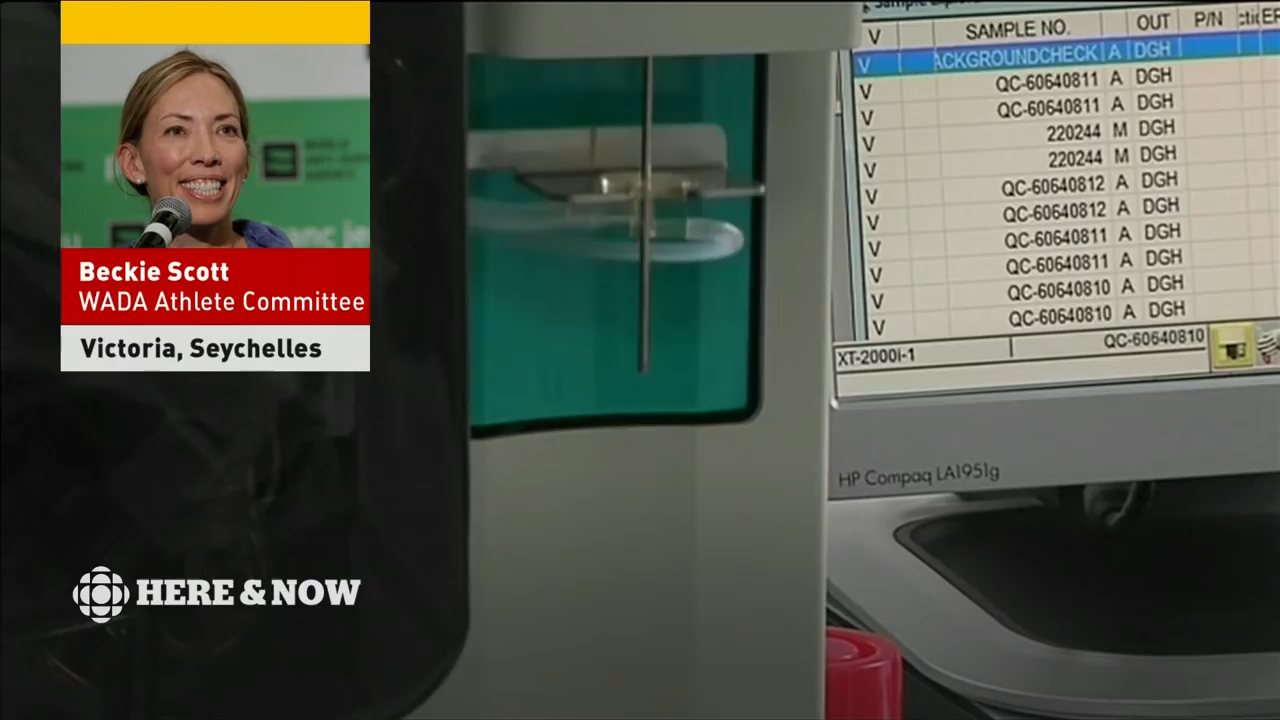 Beckie Scott
WADA Athlete Committee
Victoria, Seychelles
HERE & NOW
Sample
V SAMPLE NO. OUT P/N
V ACKGROUNDCHECK A DGH
V QC-60640811 A DGH
V QC-60640811 A DGH
V 220244 M DGH
V 220244 M DGH
V QC-60640812 A DGH
V QC-60640812 A DGH
V QC-60640811 A DGH
V QC-60640811 A DGH
V QC-60640810 A DGH
V QC-60640810 A DGH
XT-2000i-1 QC-60640810
HP Compaq LA1951g